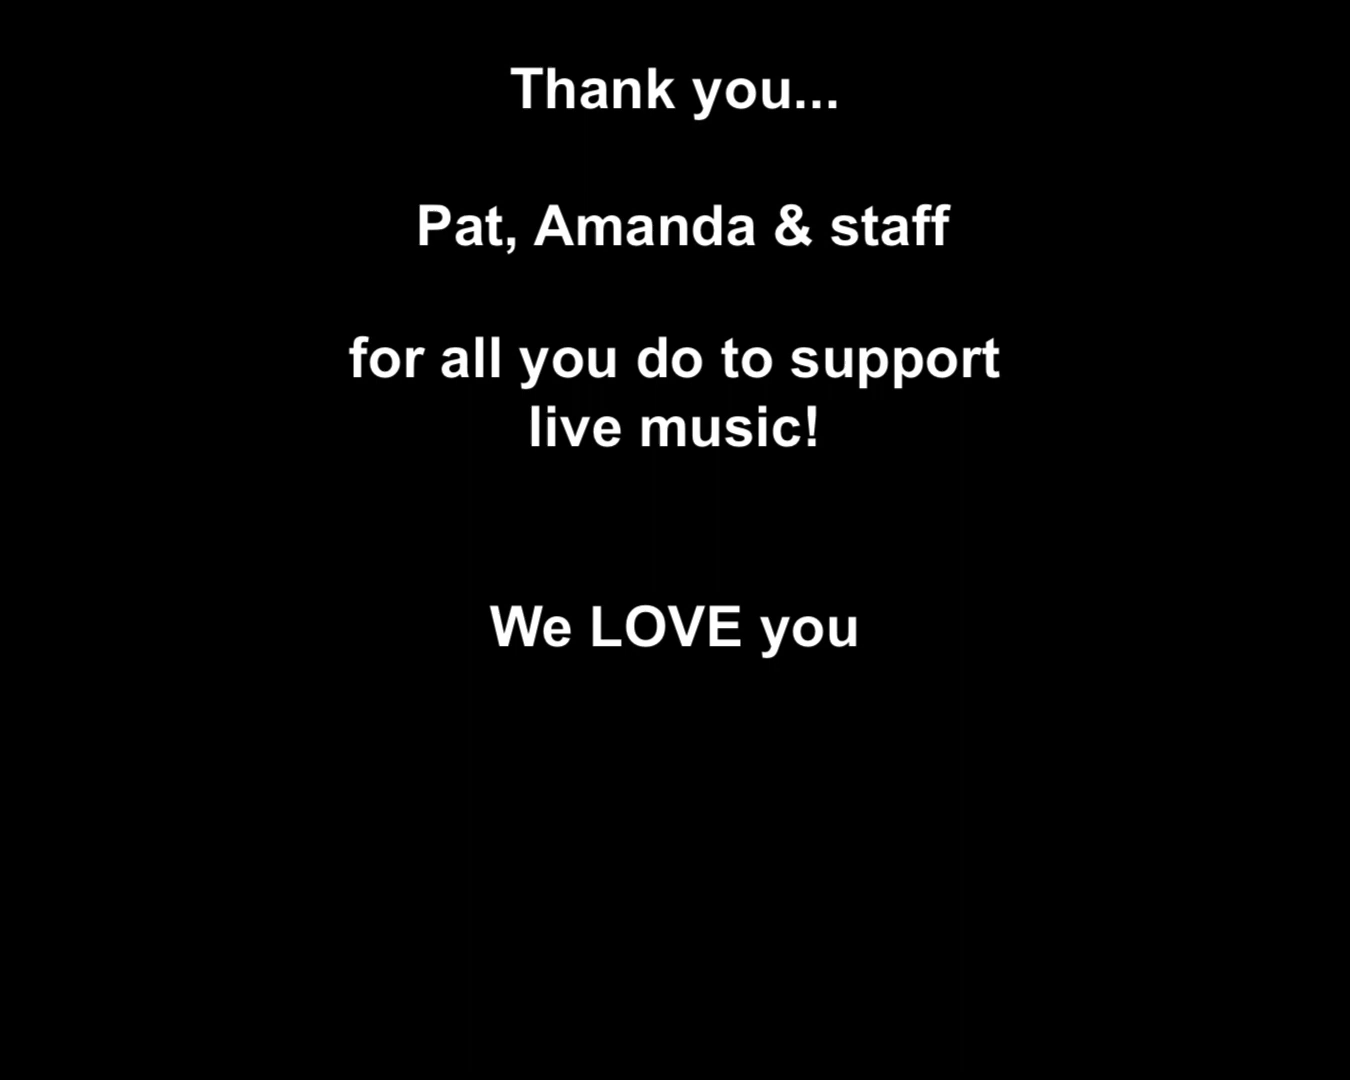 Thank you...
Pat, Amanda & staff
for all you do to support
live music!
We LOVE you